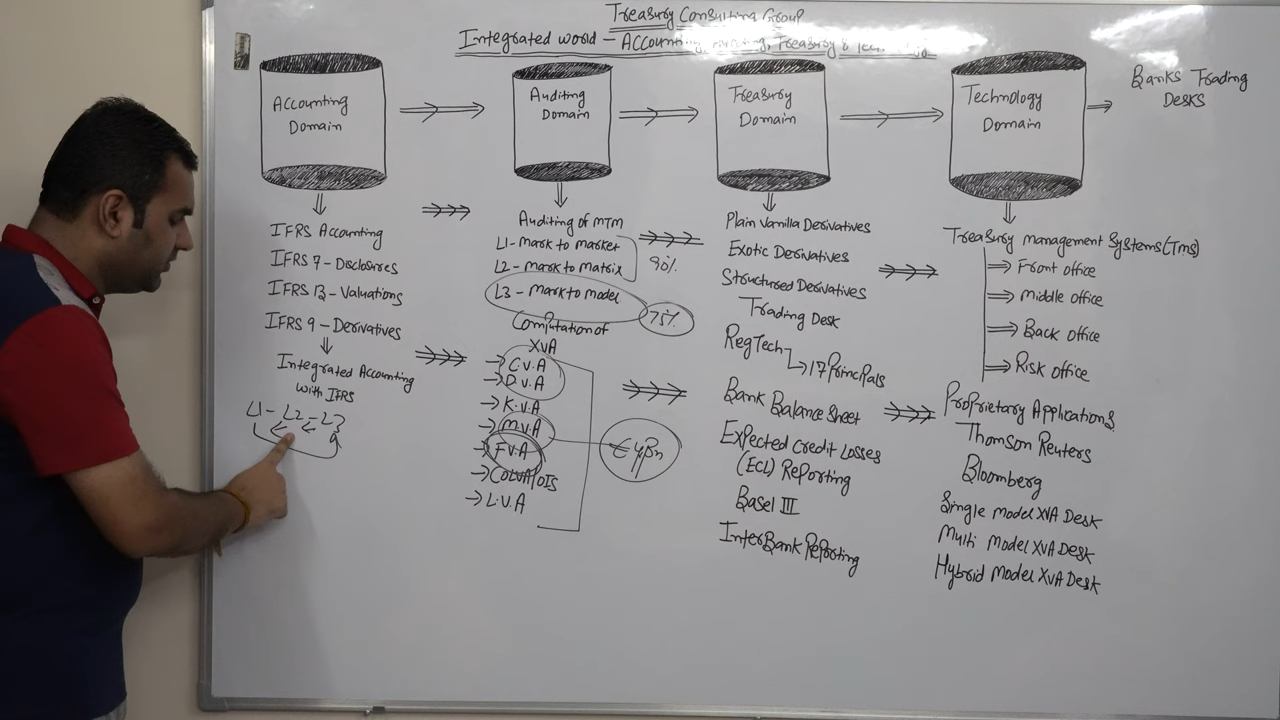 Treasury Consulting Group
Integrated world - Accounting, Treasury &
Accounting
Domain
Auditing
Domain
Treasury
Domain
Technology
Domain
Banks Trading
Desks
IFRS Accounting
IFRS 7 - Disclosures
IFRS 13 - Valuations
IFRS 9 - Derivatives
Integrated Accounting
with IFRS
L1 - L2 - L3
Auditing of MTM
L1 - mark to market
L2 - mark to matrix
90%
L3 - mark to model
75%
Computation of
XVA
C.V.A
D.V.A
K.V.A
M.V.A
F.V.A
COLVA/OIS
L.V.A
Plain Vanilla Derivatives
Exotic Derivatives
Structured Derivatives
Trading Desk
RegTech
17 Principals
Bank Balance Sheet
Expected Credit Losses
(ECL) Reporting
Basel III
InterBank Reporting
Treasury management Systems (Tms)
Front office
Middle office
Back office
Risk office
Proprietary Applications
Thomson Reuters
Bloomberg
Single model XVA Desk
Multi Model XVA Desk
Hybrid Model XVA Desk